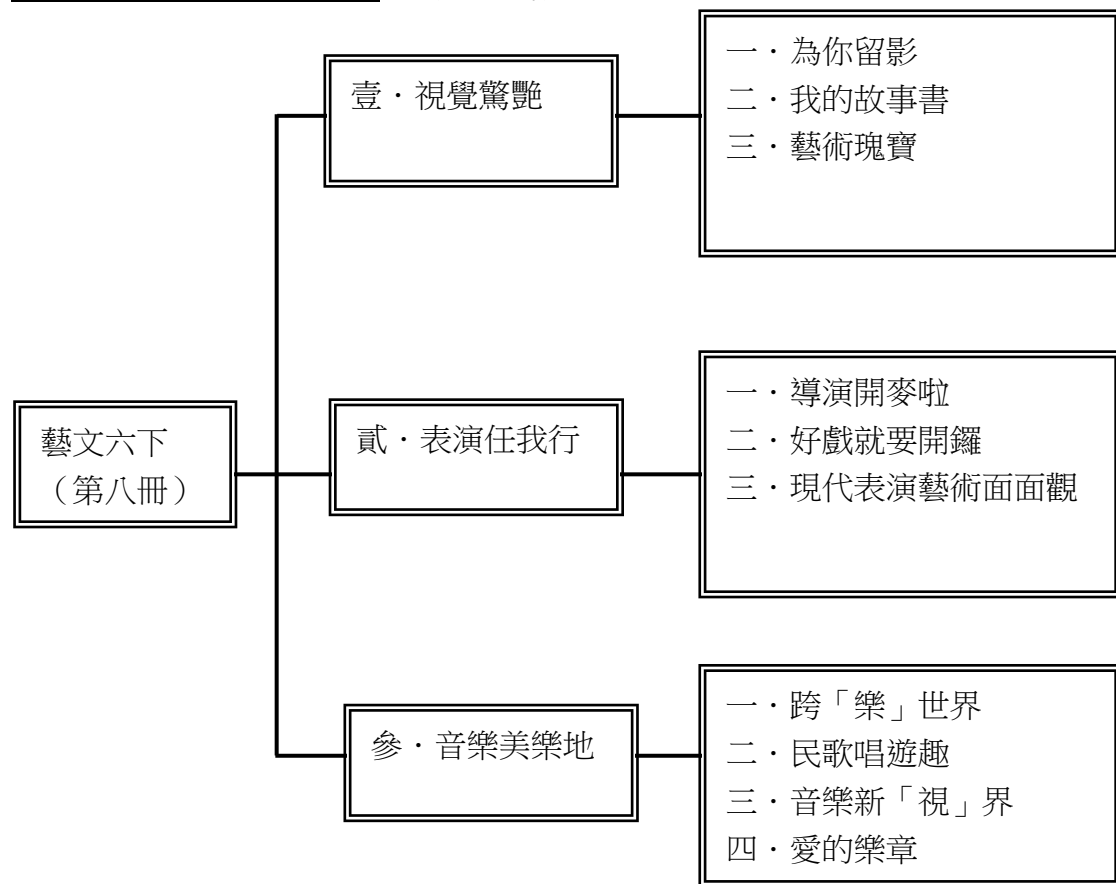 藝文六下
（第八冊）
壹．視覺驚艷
一．為你留影
二．我的故事書
三．藝術瑰寶
貳．表演任我行
一．導演開麥啦
二．好戲就要開鑼
三．現代表演藝術面面觀
參．音樂美樂地
一．跨「樂」世界
二．民歌唱遊趣
三．音樂新「視」界
四．愛的樂章